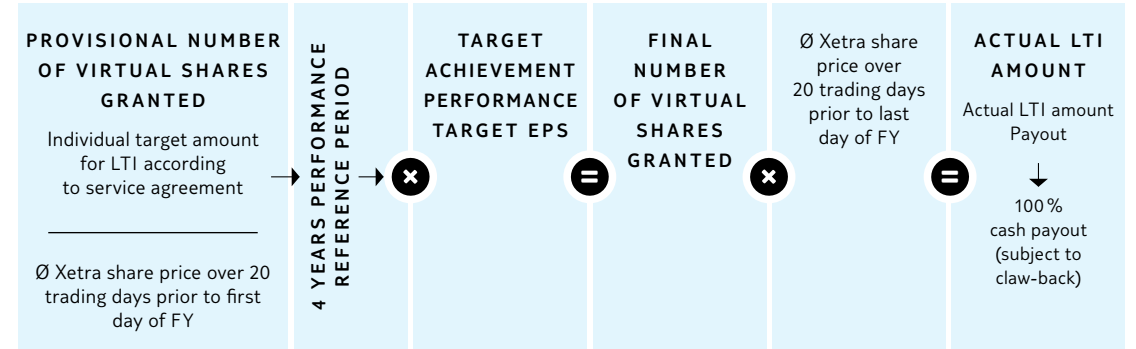 PROVISIONAL NUMBER
OF VIRTUAL SHARES
GRANTED
Individual target amount
for LTI according
to service agreement
Ø Xetra share price over 20
trading days prior to first
day of FY
4 YEARS PERFORMANCE
REFERENCE PERIOD
×
TARGET
ACHIEVEMENT
PERFORMANCE
TARGET EPS
=
FINAL
NUMBER
OF VIRTUAL
SHARES
GRANTED
×
Ø Xetra share
price over
20 trading days
prior to last
day of FY
=
ACTUAL LTI
AMOUNT
Actual LTI amount
Payout
100 %
cash payout
(subject to
claw-back)